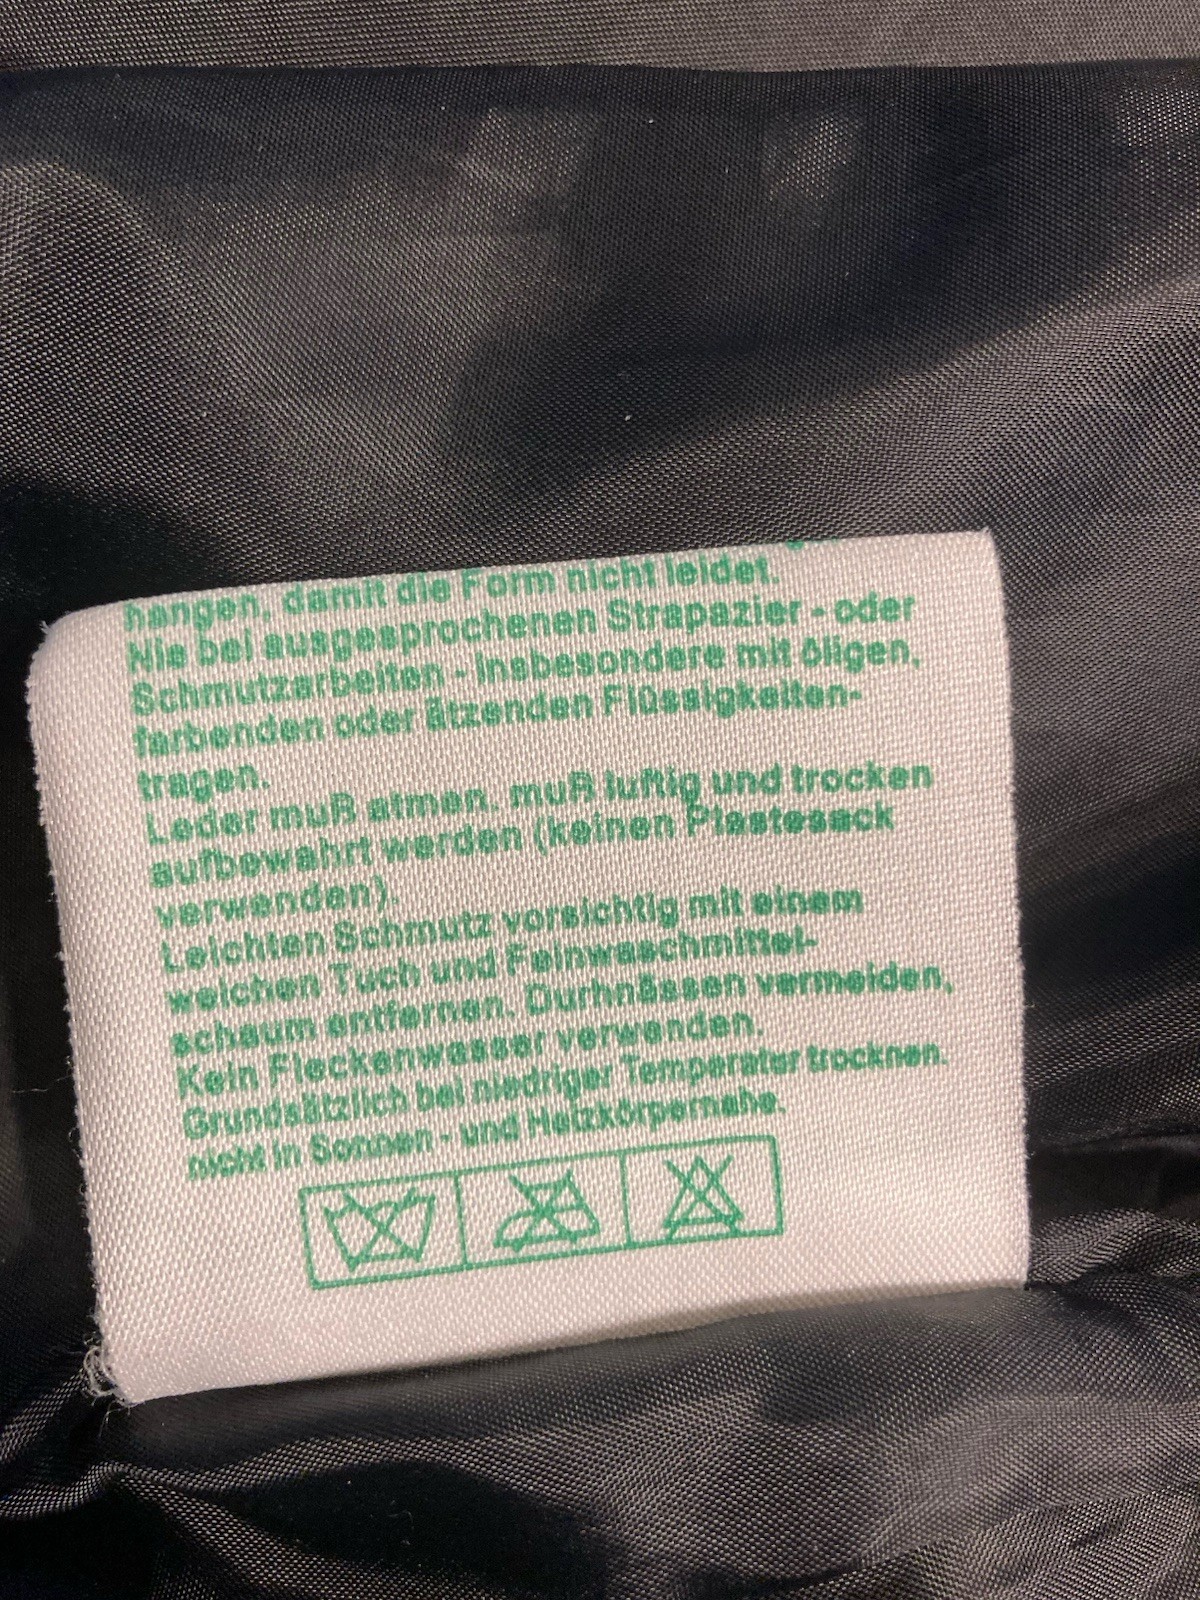 hängen, damit die Form nicht leidet.
Nie bei ausgesprochenen Strapazier - oder
Schmutzarbeiten - insbesondere mit öligen,
färbenden oder ätzenden Flüssigkeiten-
tragen.
Leder muß atmen, muß luftig und trocken
aufbewahrt werden (keinen Plastesack
verwenden).
Leichten Schmutz vorsichtig mit einem
weichen Tuch und Feinwaschmittel-
schaum entfernen. Durhnässen vermeiden,
Kein Fleckenwasser verwenden.
Grundsätzlich bei niedriger Temperatur trocknen.
nicht in Sonnen - und Heizkörpernähe.